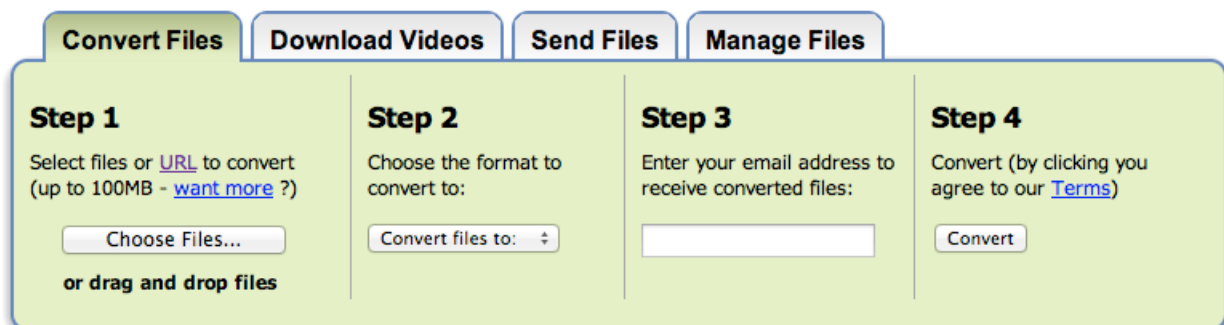 Convert Files
Download Videos
Send Files
Manage Files
Step 1
Select files or URL to convert
(up to 100MB - want more ?)
Choose Files...
or drag and drop files
Step 2
Choose the format to
convert to:
Convert files to:
Step 3
Enter your email address to
receive converted files:
Step 4
Convert (by clicking you
agree to our Terms)
Convert